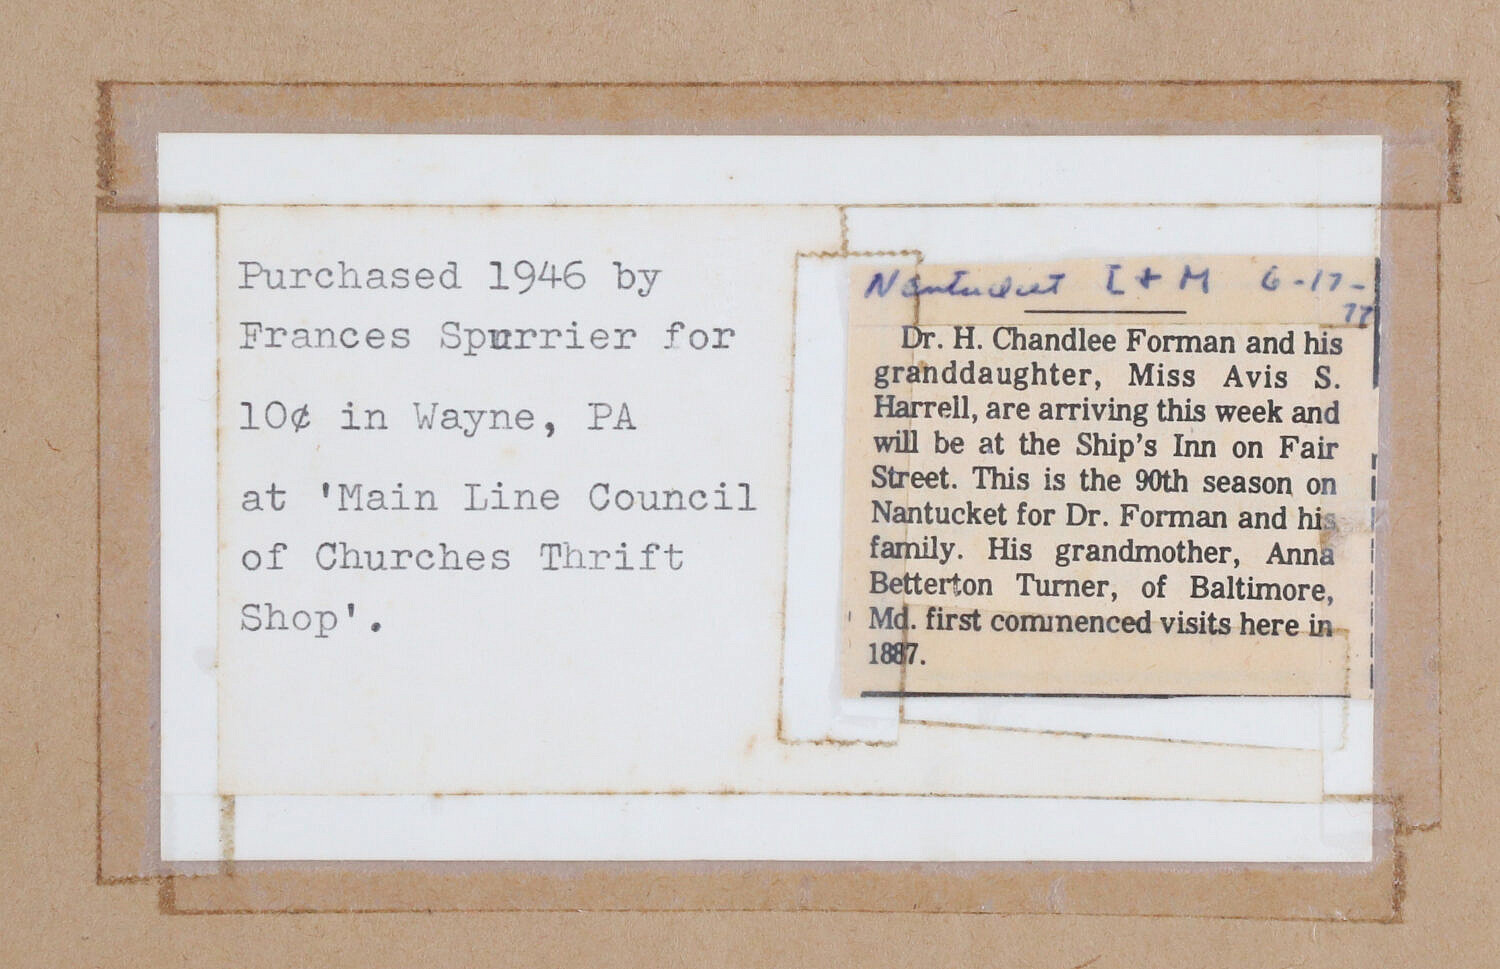 Purchased 1946 by
Frances Spurrier for
10¢ in Wayne, PA
at 'Main Line Council
of Churches Thrift
Shop'.
Nantucket I + M 6-17-
77
Dr. H. Chandlee Forman and his
granddaughter, Miss Avis S.
Harrell, are arriving this week and
will be at the Ship's Inn on Fair
Street. This is the 90th season on
Nantucket for Dr. Forman and his
family. His grandmother, Anna
Betterton Turner, of Baltimore,
Md. first commenced visits here in
1887.